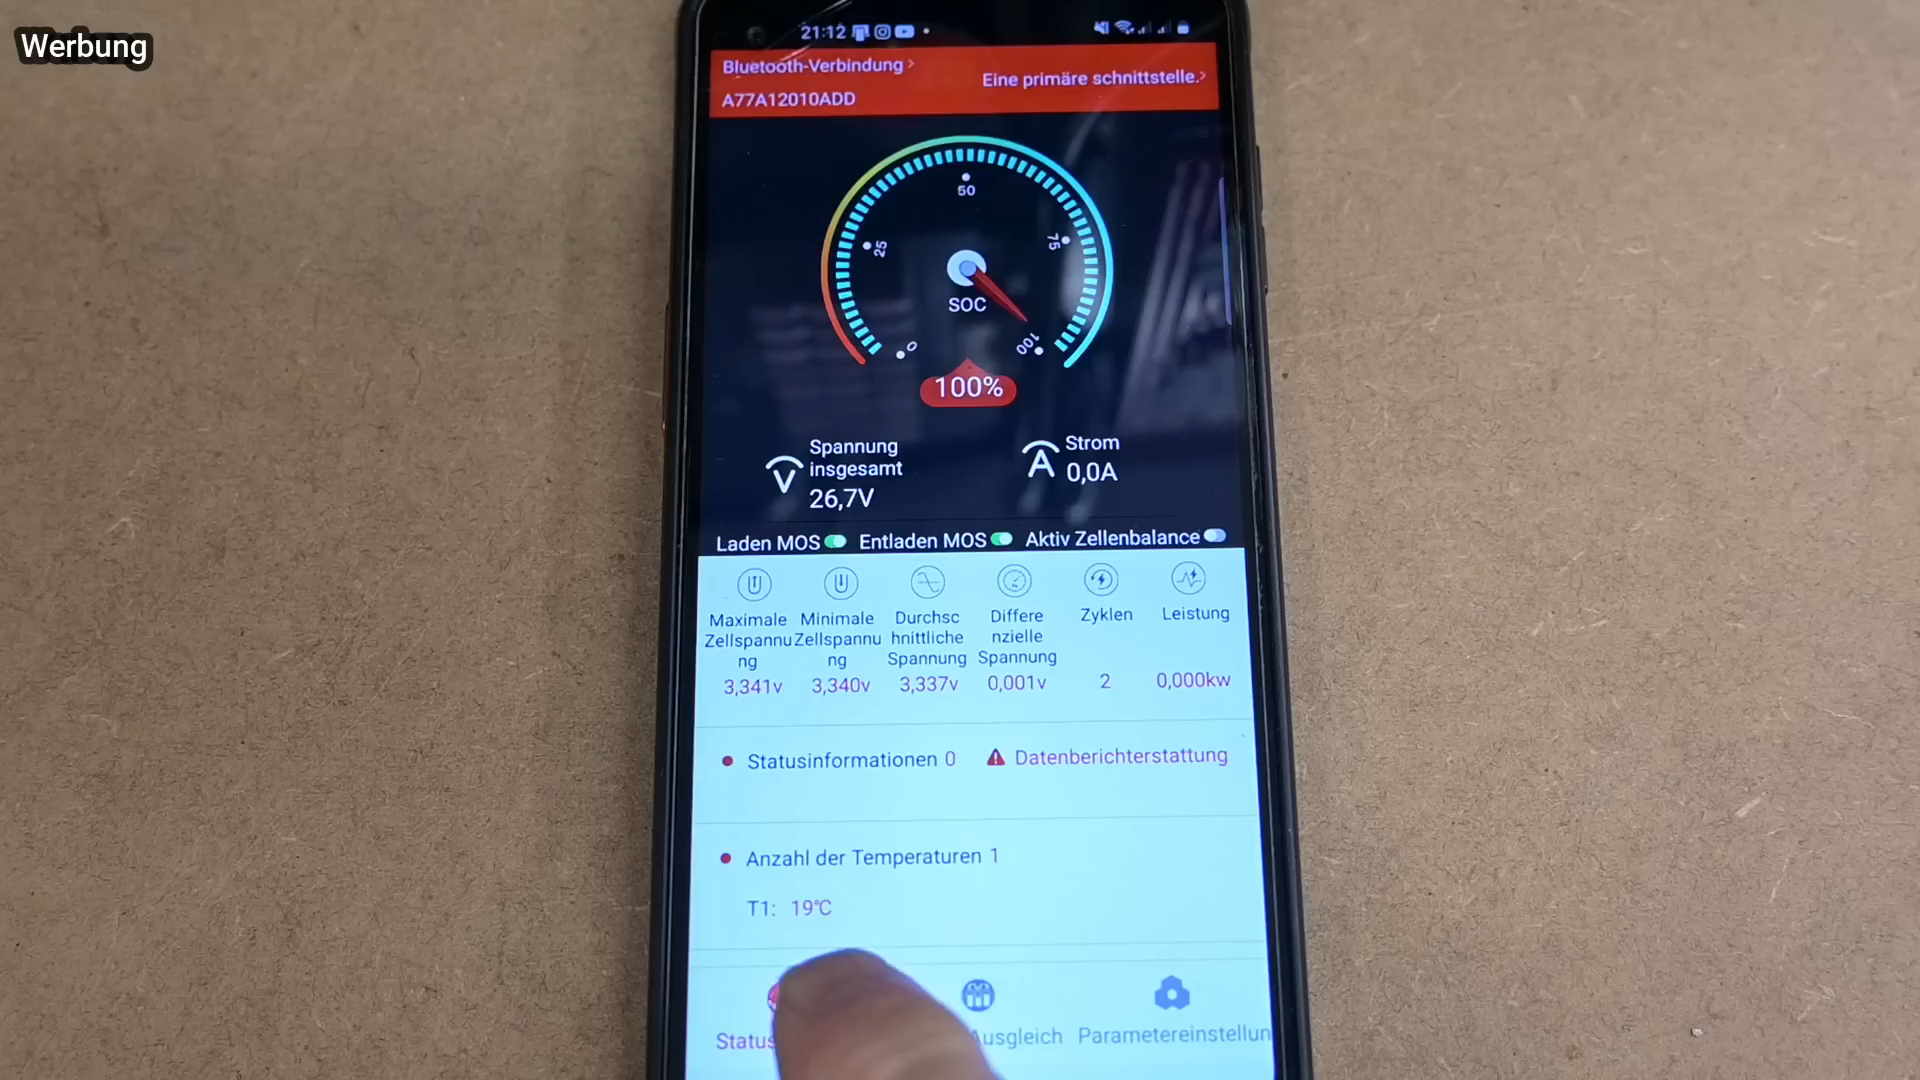 Werbung
21:12
Bluetooth-Verbindung >
Eine primäre schnittstelle. >
A77A12010ADD
50
25
75
SOC
0
100
100%
Spannung
insgesamt
26,7V
Strom
0,0A
Laden MOS
Entladen MOS
Aktiv Zellenbalance
Maximale
Zellspannu
ng
3,341v
Minimale
Zellspannu
ng
3,340v
Durchsc
hnittliche
Spannung
3,337v
Differe
nzielle
Spannung
0,001v
Zyklen
2
Leistung
0,000kw
Statusinformationen 0
Datenberichterstattung
Anzahl der Temperaturen 1
T1: 19℃
Status
Ausgleich
Parametereinstellun